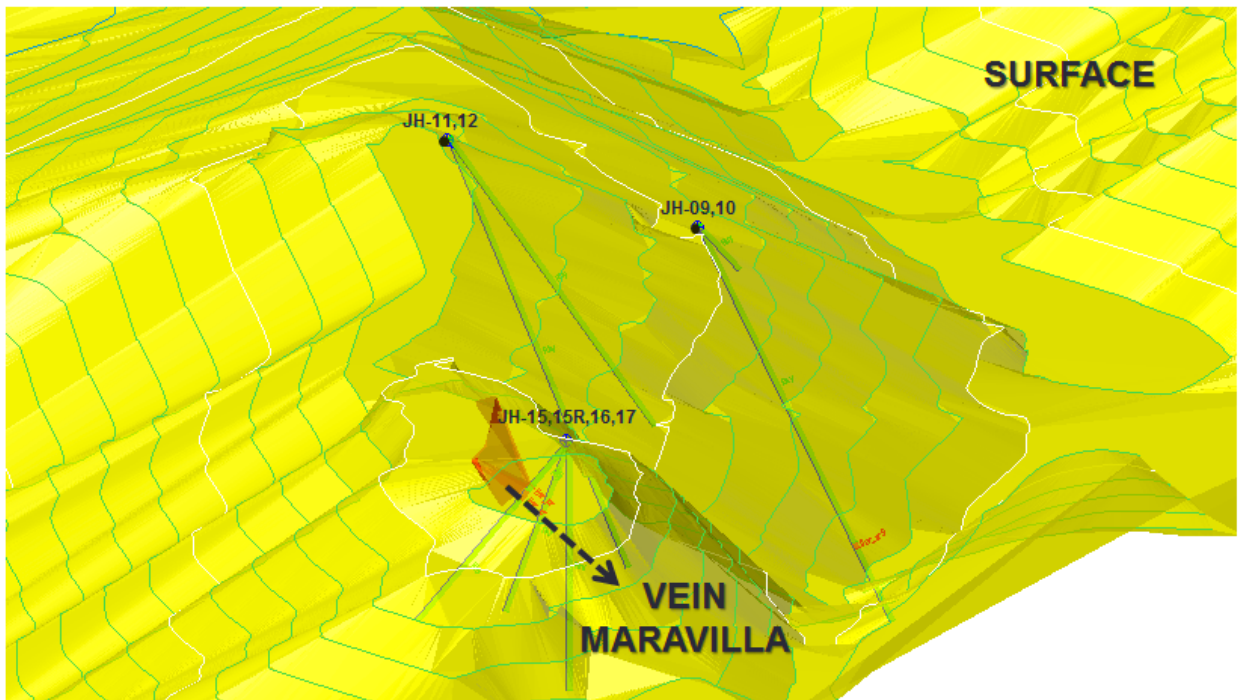 SURFACE
JH-11,12
JH-09,10
JH-15,15R,16,17
VEIN
MARAVILLA